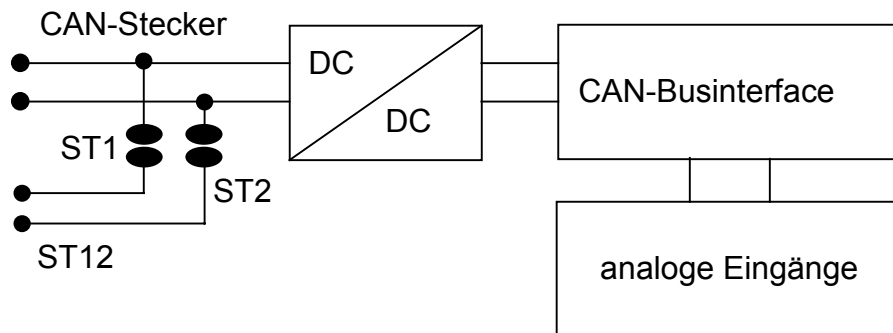 CAN-Stecker
DC
DC
CAN-Businterface
ST1
ST2
ST12
analoge Eingänge